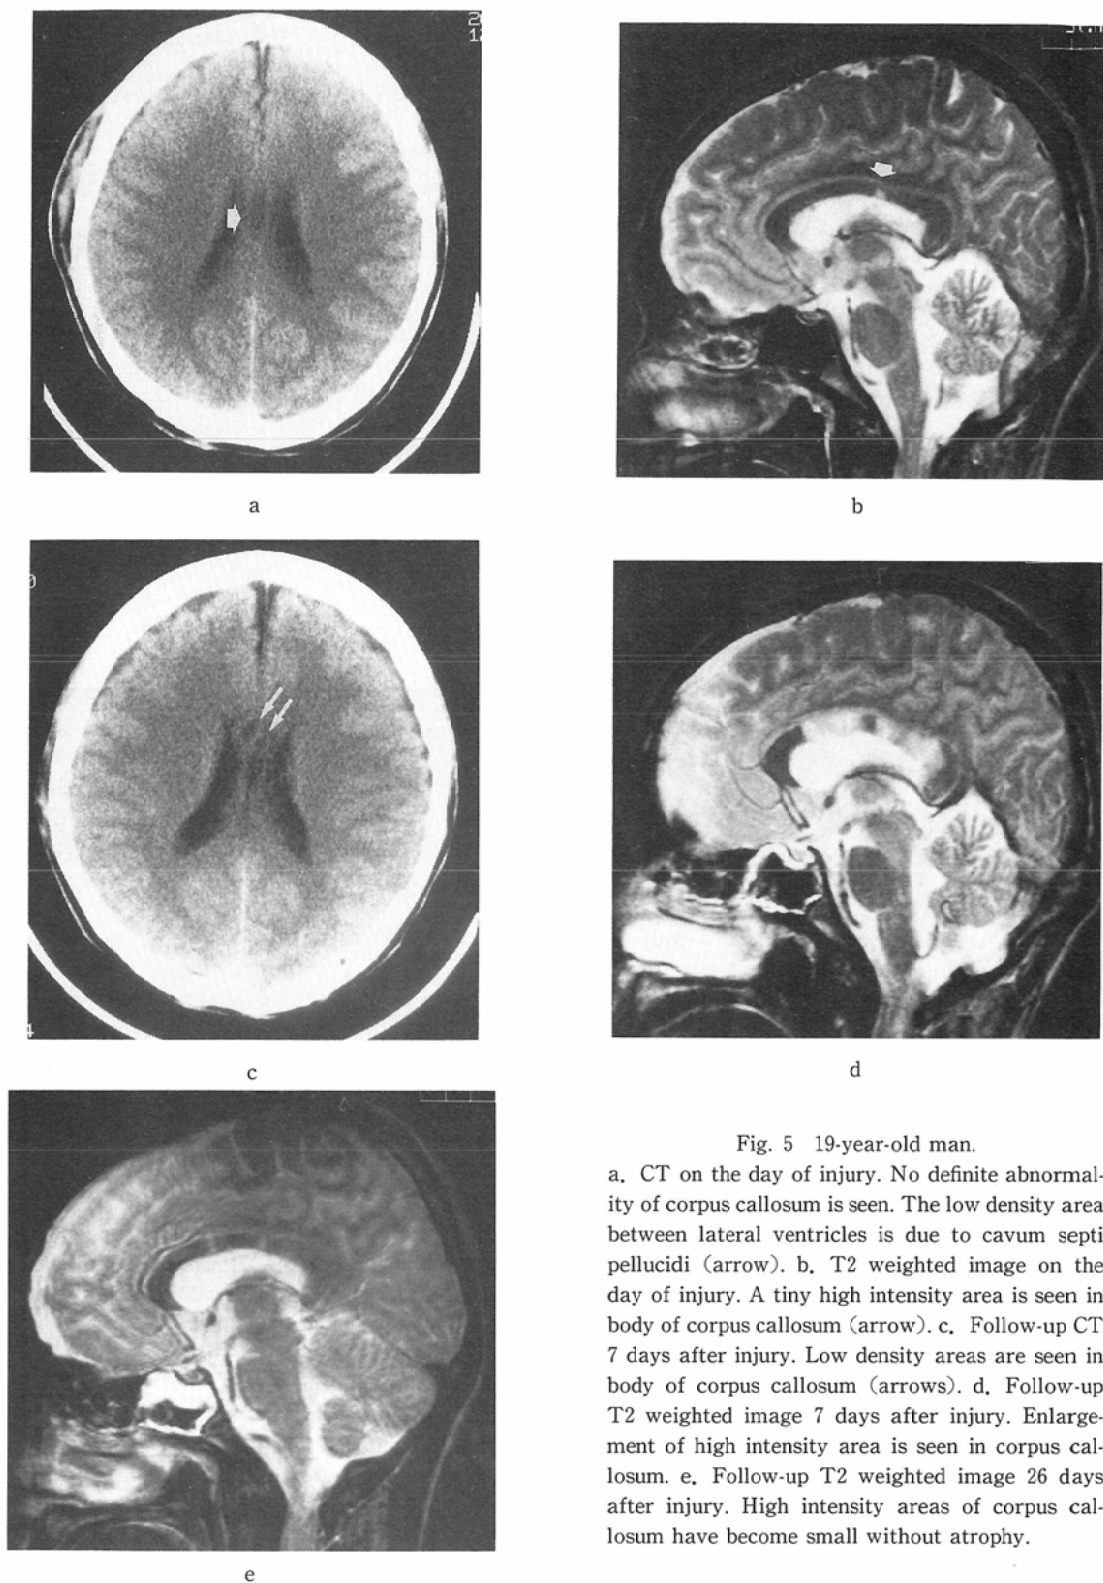 a
b
c
d
e
Fig. 5 19-year-old man.
a. CT on the day of injury. No definite abnormal-
ity of corpus callosum is seen. The low density area
between lateral ventricles is due to cavum septi
pellucidi (arrow). b. T2 weighted image on the
day of injury. A tiny high intensity area is seen in
body of corpus callosum (arrow). c. Follow-up CT
7 days after injury. Low density areas are seen in
body of corpus callosum (arrows). d. Follow-up
T2 weighted image 7 days after injury. Enlarge-
ment of high intensity area is seen in corpus cal-
losum. e. Follow-up T2 weighted image 26 days
after injury. High intensity areas of corpus cal-
losum have become small without atrophy.